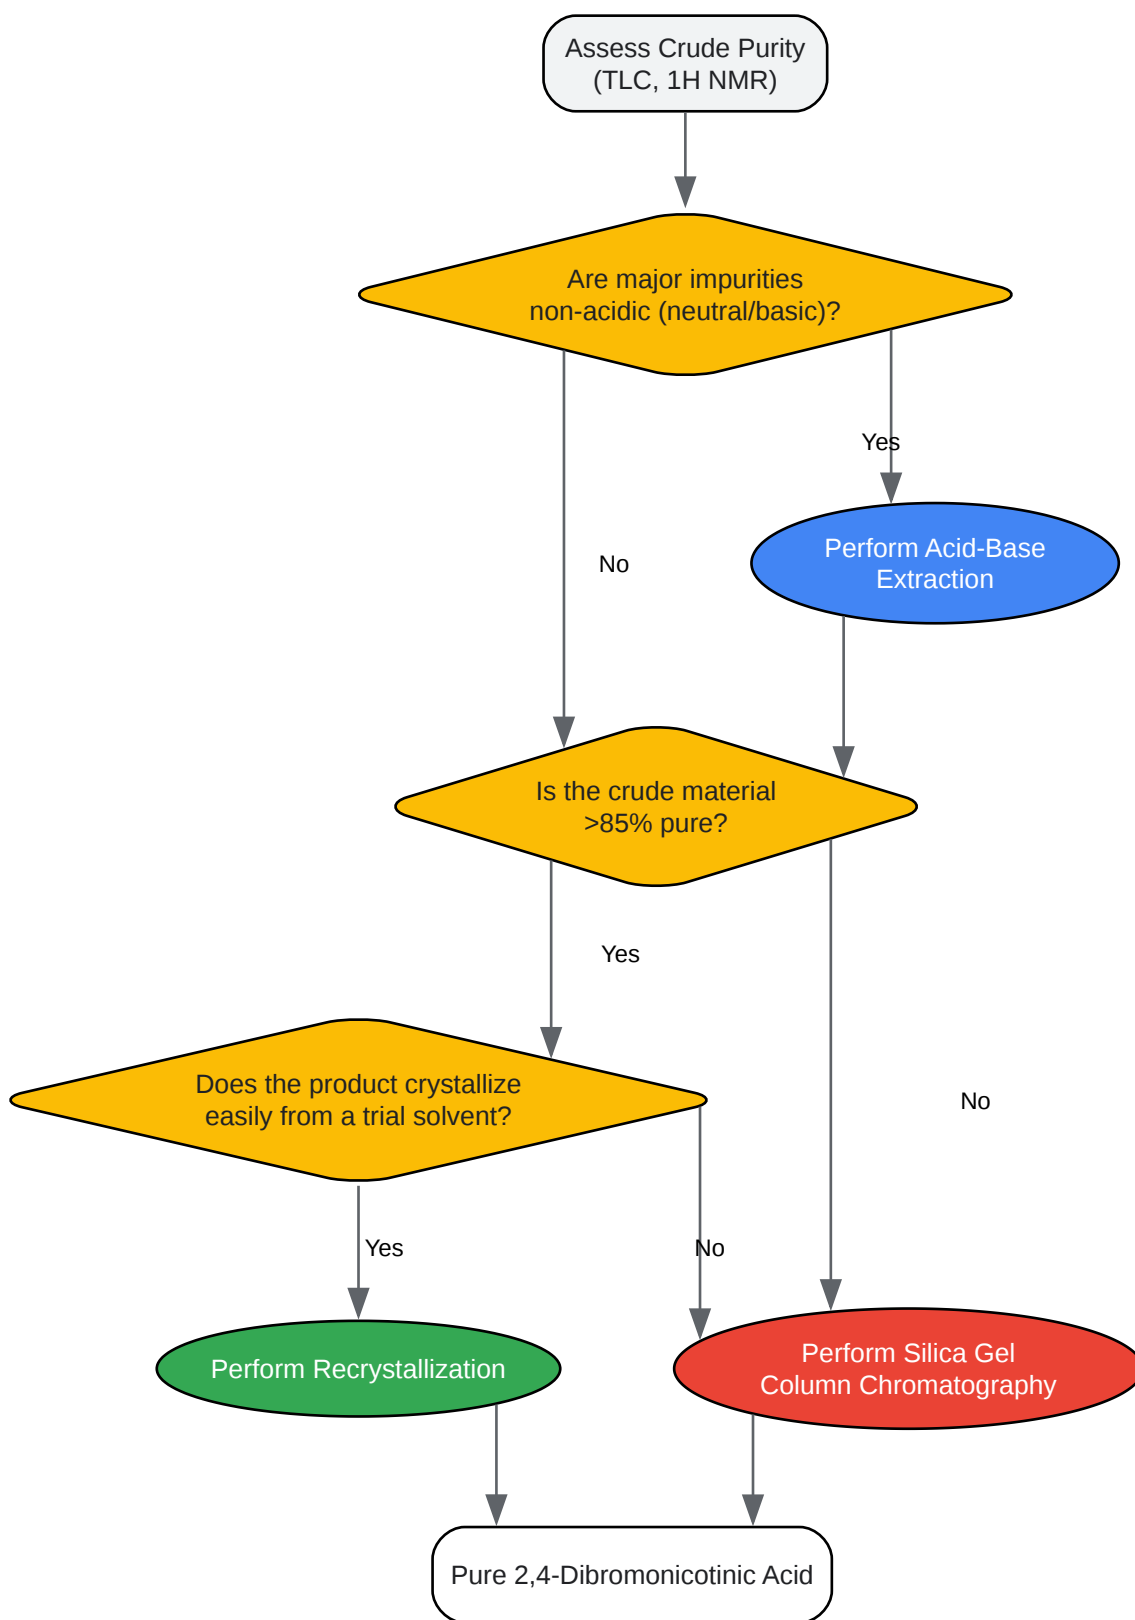 Assess Crude Purity
(TLC, 1H NMR)
Are major impurities
non-acidic (neutral/basic)?
Yes
Perform Acid-Base
Extraction
No
Is the crude material
>85% pure?
Yes
Does the product crystallize
easily from a trial solvent?
No
Yes
No
Perform Recrystallization
Perform Silica Gel
Column Chromatography
Pure 2,4-Dibromonicotinic Acid